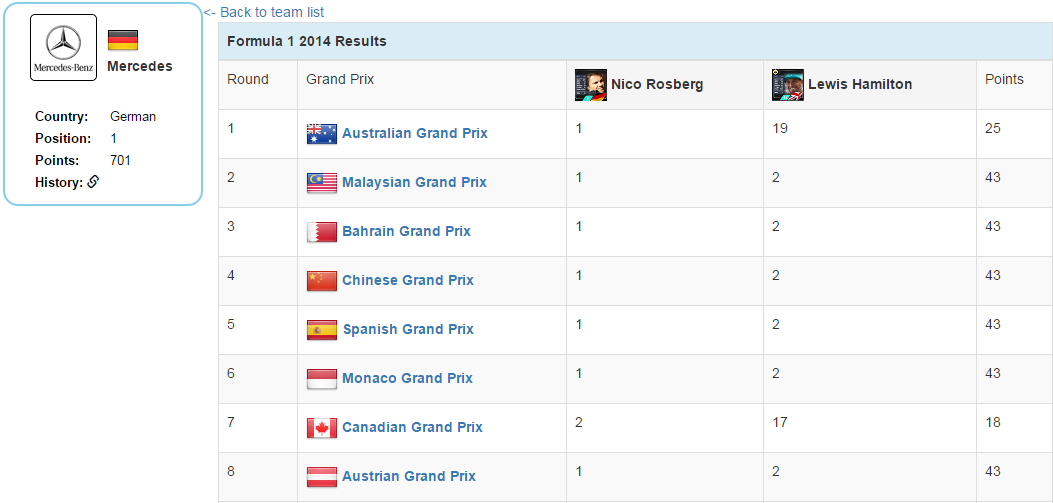 <- Back to team list
Mercedes-Benz
Mercedes
Country: German
Position: 1
Points: 701
History:
Formula 1 2014 Results
Round Grand Prix Nico Rosberg Lewis Hamilton Points
1 Australian Grand Prix 1 19 25
2 Malaysian Grand Prix 1 2 43
3 Bahrain Grand Prix 1 2 43
4 Chinese Grand Prix 1 2 43
5 Spanish Grand Prix 1 2 43
6 Monaco Grand Prix 1 2 43
7 Canadian Grand Prix 2 17 18
8 Austrian Grand Prix 1 2 43